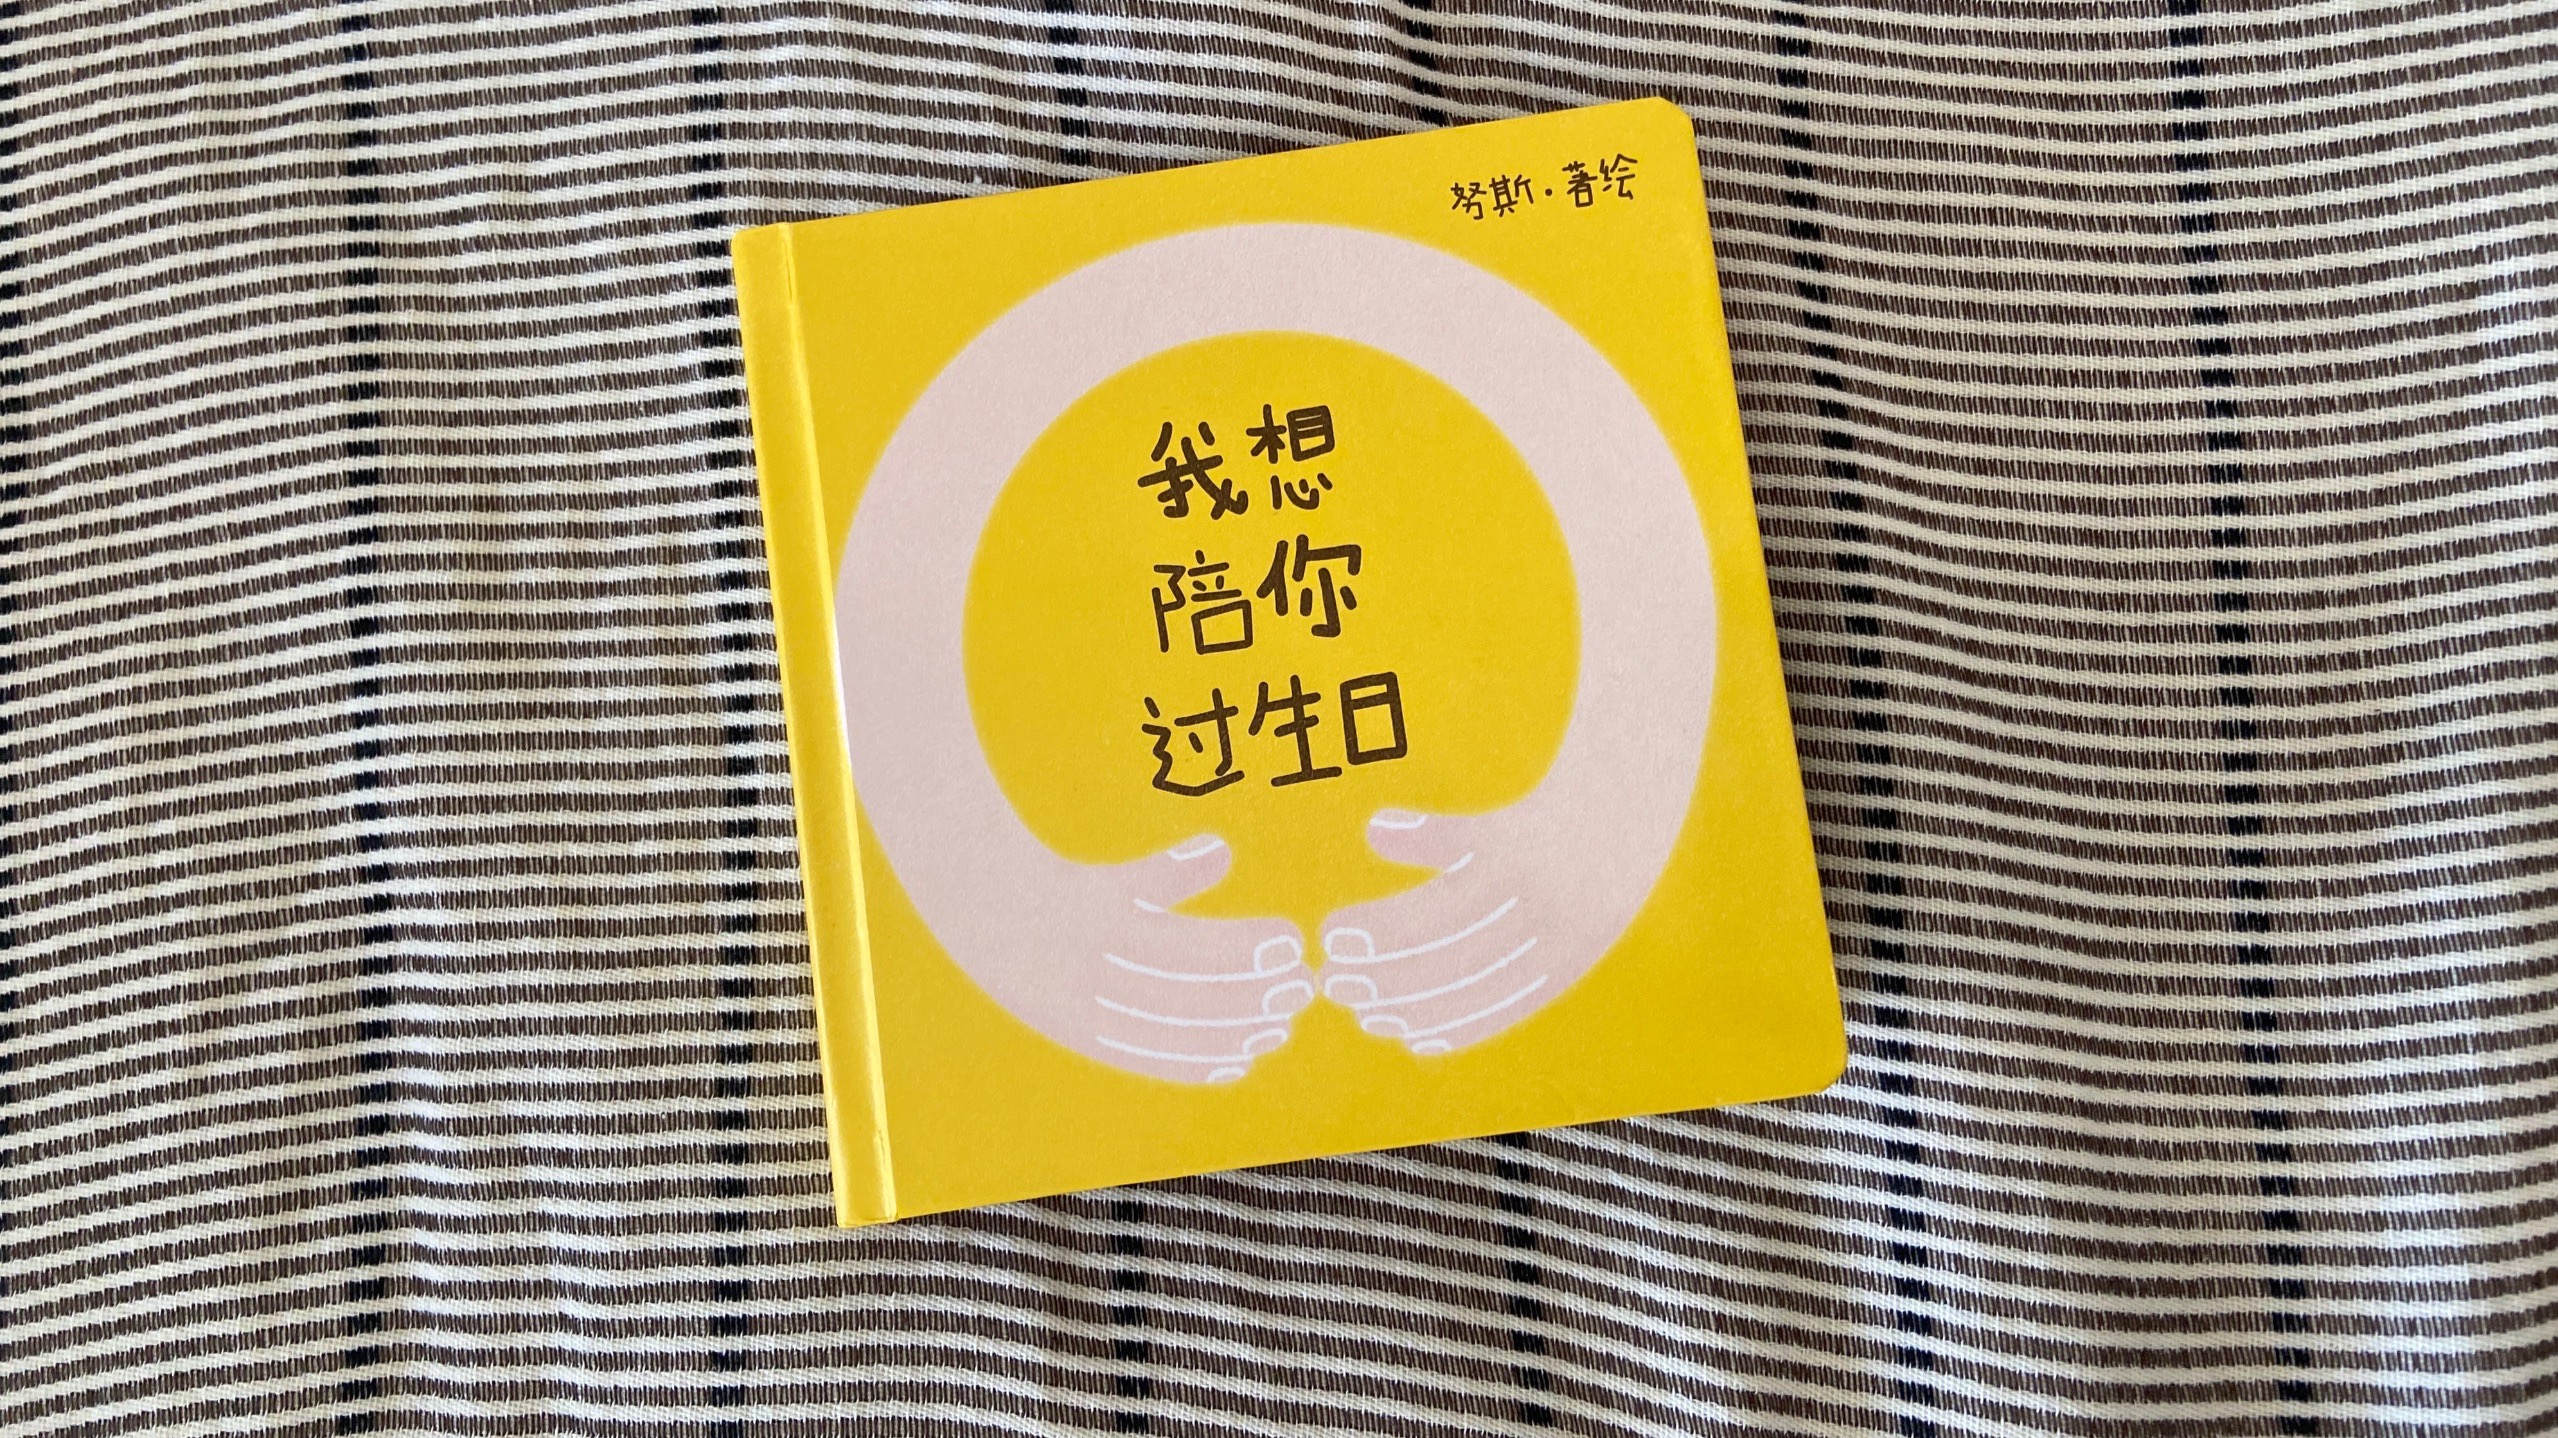 努斯·著绘
我想
陪你
过生日